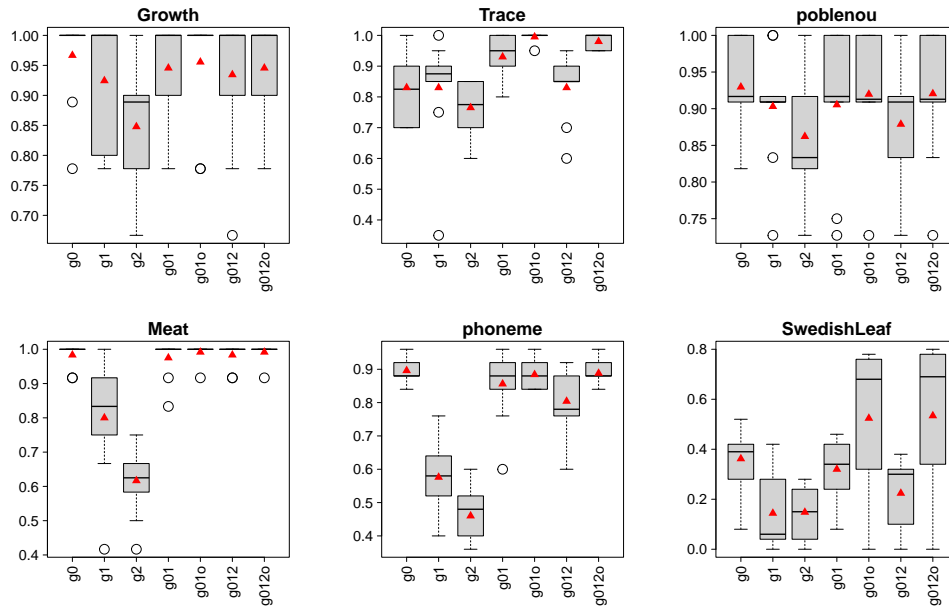 Growth
1.00
0.95
0.90
0.85
0.80
0.75
0.70
g0
g1
g2
g01
g01o
g012
g012o
Trace
1.0
0.9
0.8
0.7
0.6
0.5
0.4
g0
g1
g2
g01
g01o
g012
g012o
poblenou
1.00
0.95
0.90
0.85
0.80
0.75
g0
g1
g2
g01
g01o
g012
g012o
Meat
1.0
0.9
0.8
0.7
0.6
0.5
0.4
g0
g1
g2
g01
g01o
g012
g012o
phoneme
0.9
0.8
0.7
0.6
0.5
0.4
g0
g1
g2
g01
g01o
g012
g012o
SwedishLeaf
0.8
0.6
0.4
0.2
0.0
g0
g1
g2
g01
g01o
g012
g012o